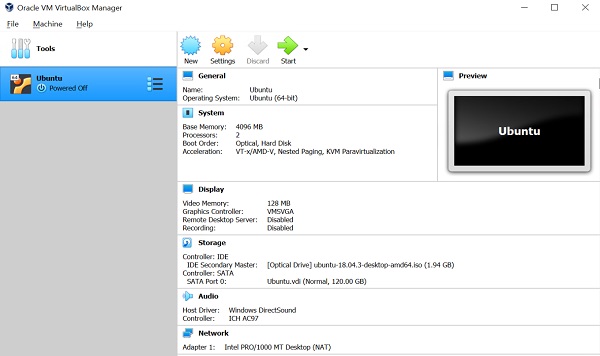 Oracle VM VirtualBox Manager
File Machine Help
Tools
New Settings Discard Start
64
Ubuntu
Powered Off
General
Name: Ubuntu
Operating System: Ubuntu (64-bit)
System
Base Memory: 4096 MB
Processors: 2
Boot Order: Optical, Hard Disk
Acceleration: VT-x/AMD-V, Nested Paging, KVM Paravirtualization
Preview
Ubuntu
Display
Video Memory: 128 MB
Graphics Controller: VMSVGA
Remote Desktop Server: Disabled
Recording: Disabled
Storage
Controller: IDE
IDE Secondary Master: [Optical Drive] ubuntu-18.04.3-desktop-amd64.iso (1.94 GB)
Controller: SATA
SATA Port 0: Ubuntu.vdi (Normal, 120.00 GB)
Audio
Host Driver: Windows DirectSound
Controller: ICH AC97
Network
Adapter 1: Intel PRO/1000 MT Desktop (NAT)